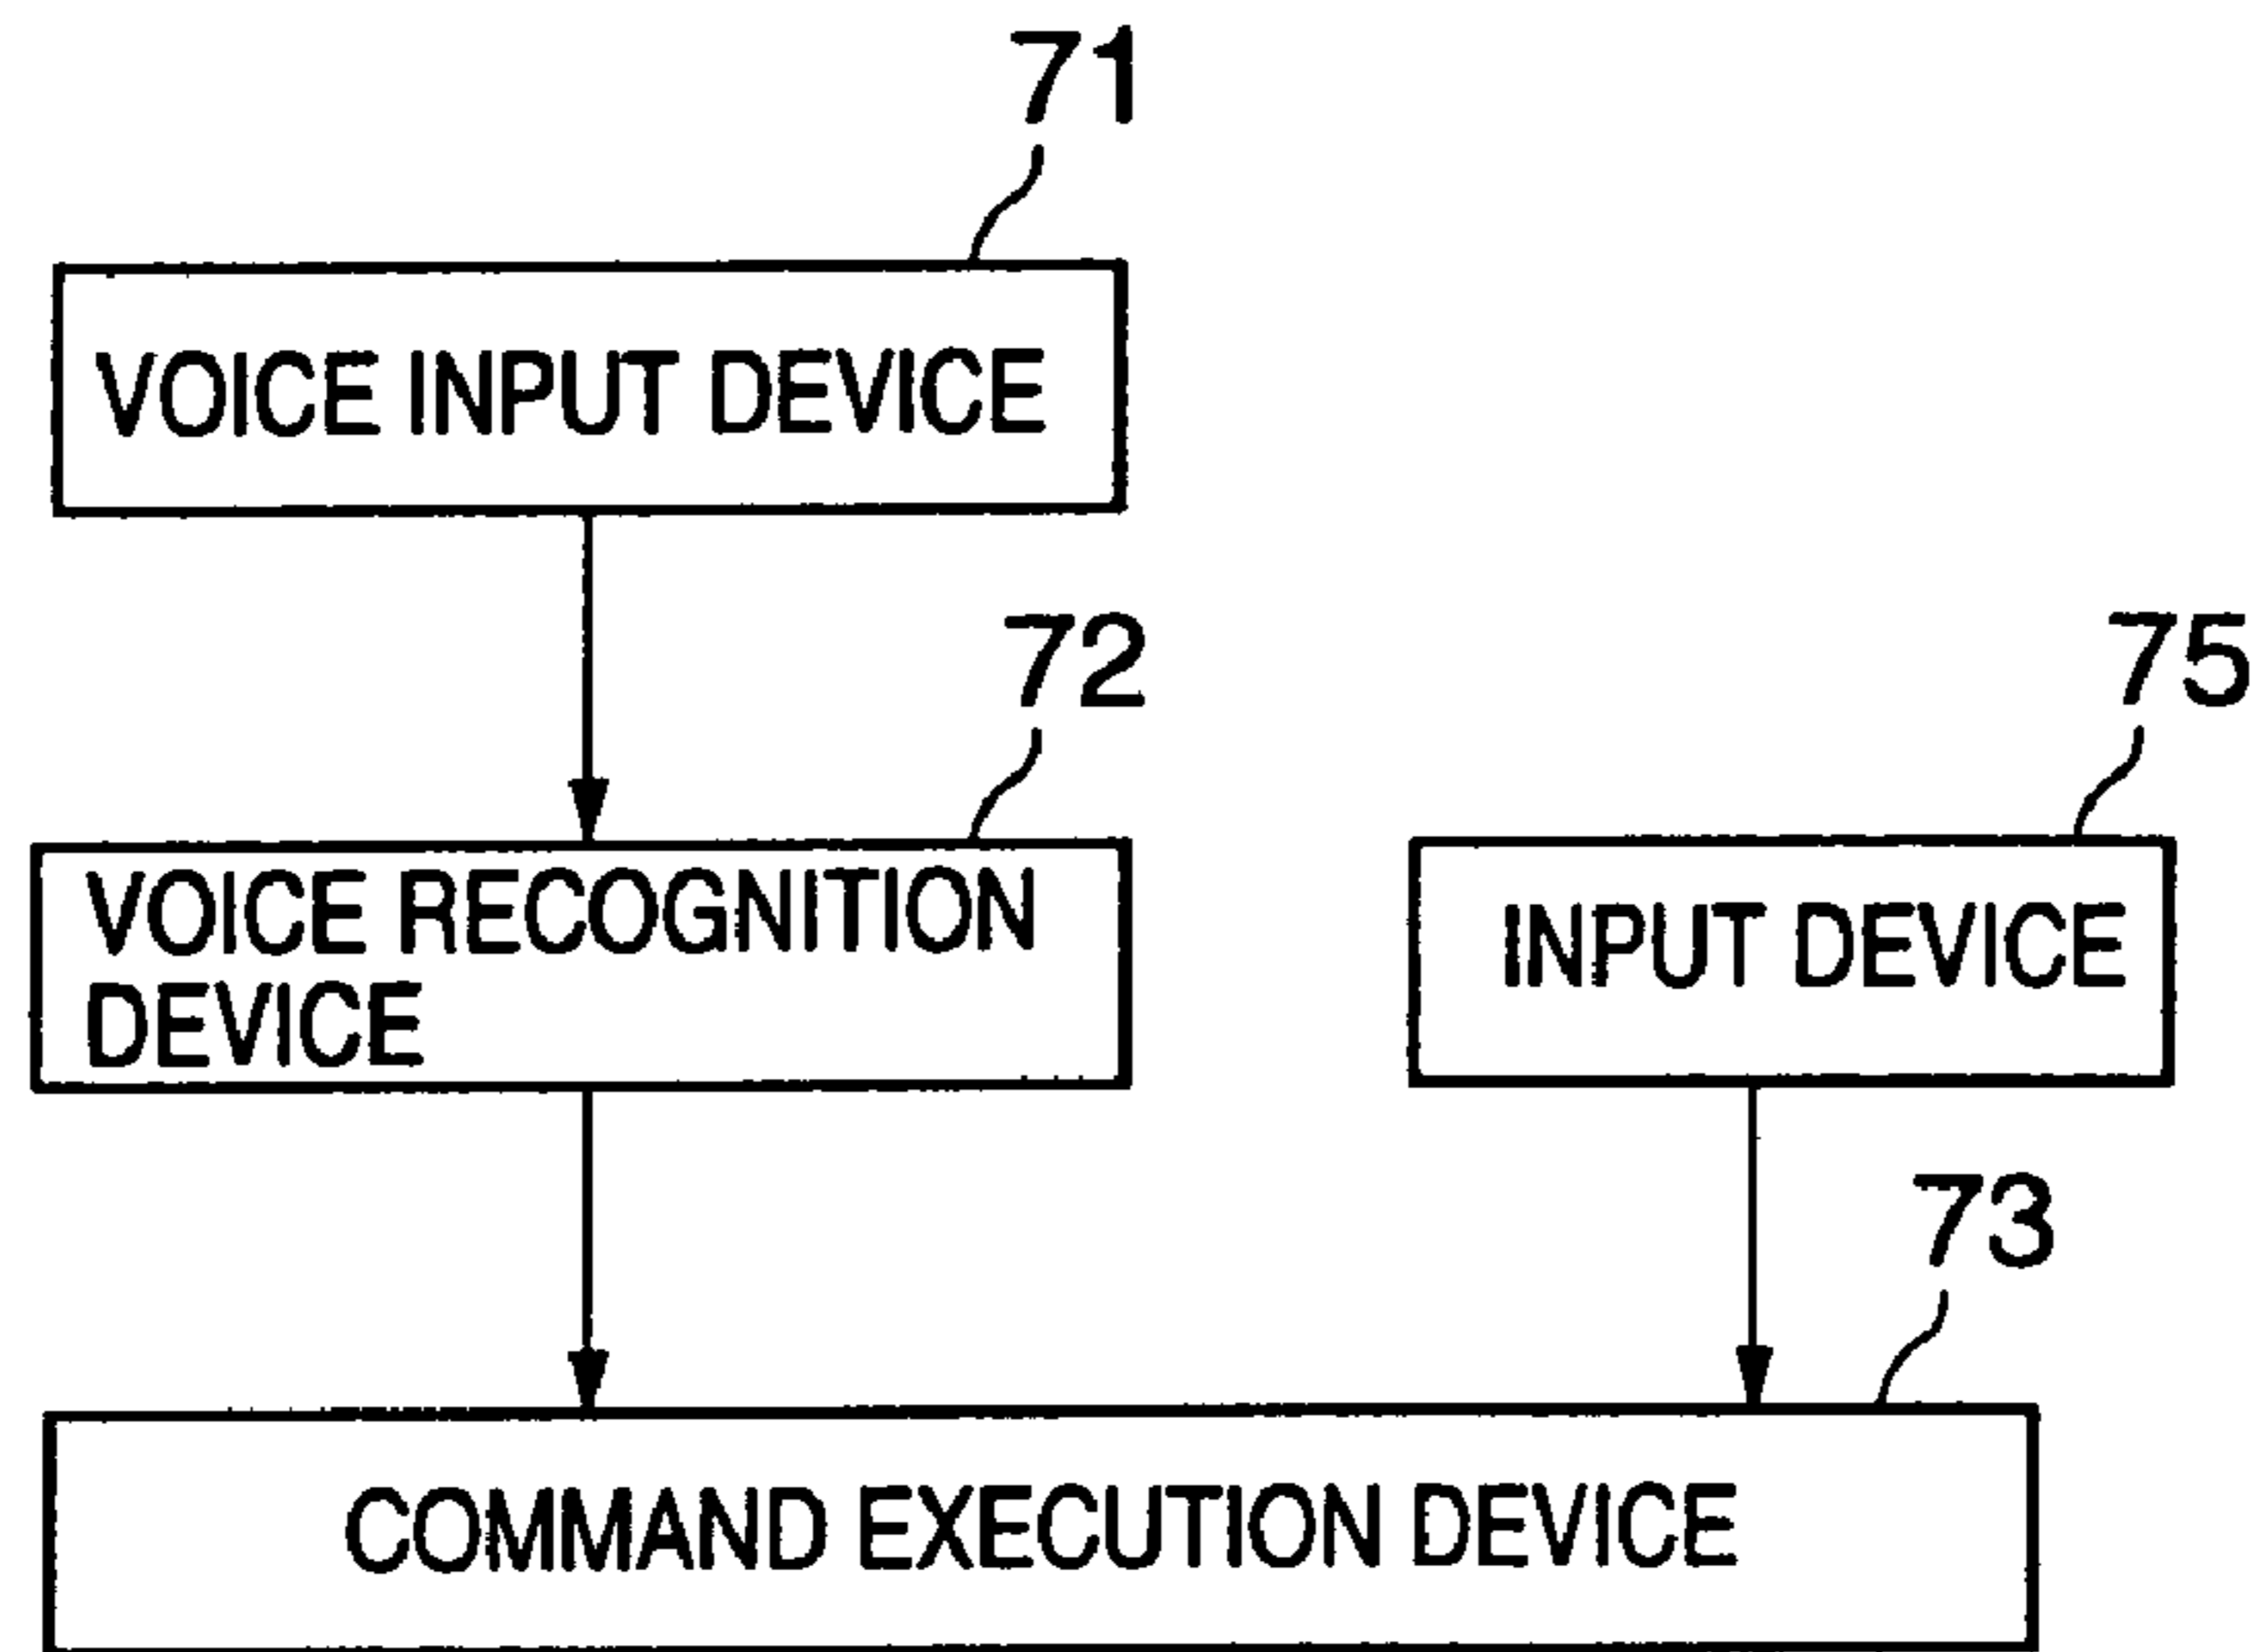 71
VOICE INPUT DEVICE
72
75
VOICE RECOGNITION
DEVICE
INPUT DEVICE
73
COMMAND EXECUTION DEVICE